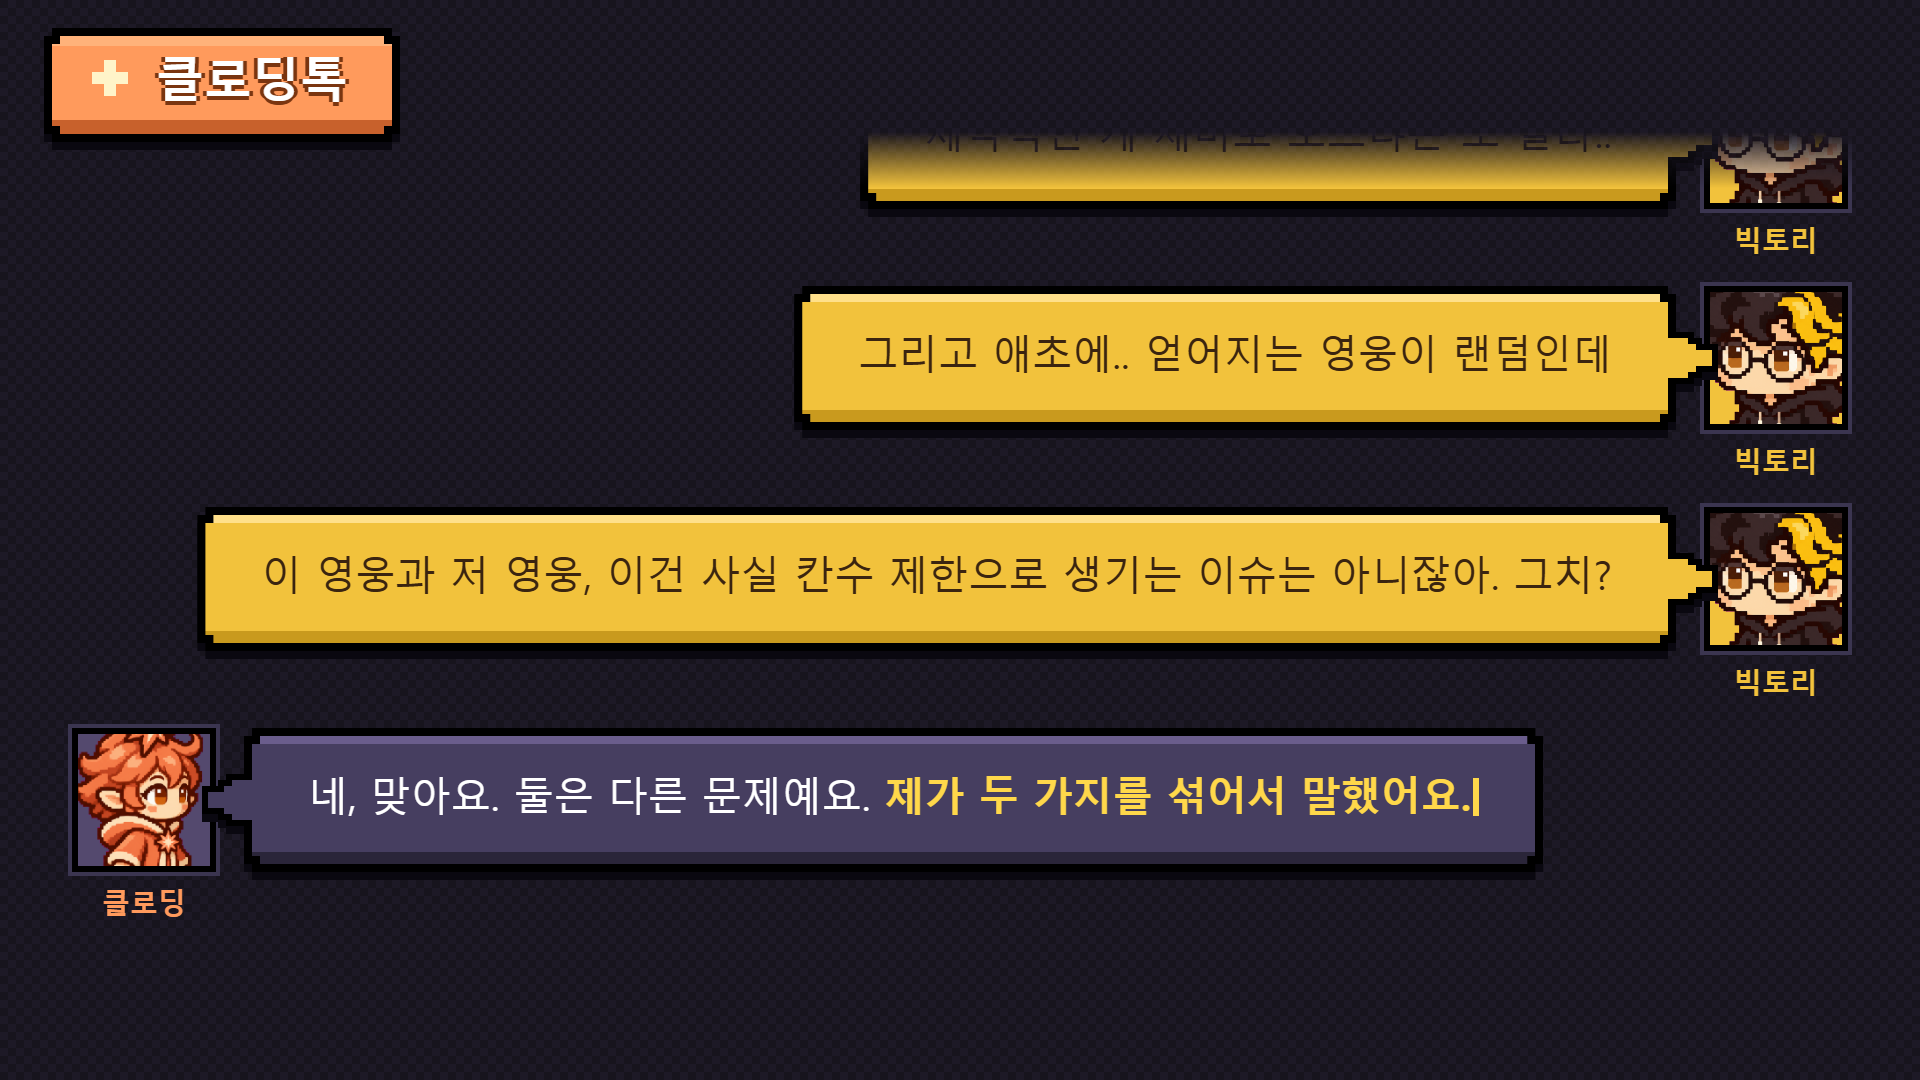 클로딩톡
빅토리
그리고 애초에.. 얻어지는 영웅이 랜덤인데
빅토리
이 영웅과 저 영웅, 이건 사실 칸수 제한으로 생기는 이슈는 아니잖아. 그치?
빅토리
네, 맞아요. 둘은 다른 문제예요. 제가 두 가지를 섞어서 말했어요.
클로딩